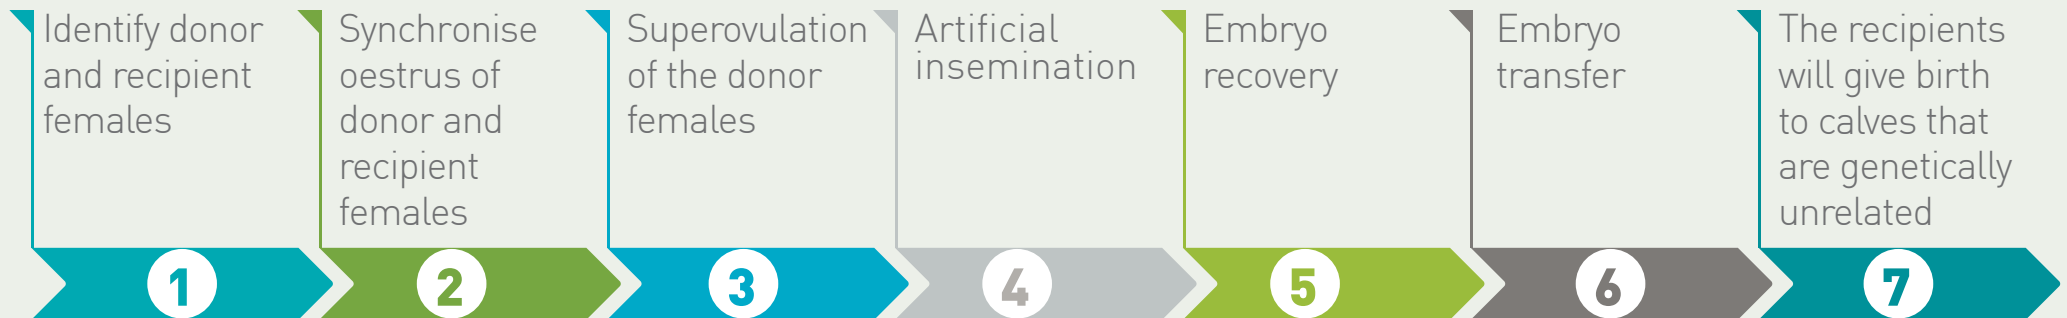 Identify donor
and recipient
females
1
Synchronise
oestrus of
donor and
recipient
females
2
Superovulation
of the donor
females
3
Artificial
insemination
4
Embryo
recovery
5
Embryo
transfer
6
The recipients
will give birth
to calves that
are genetically
unrelated
7